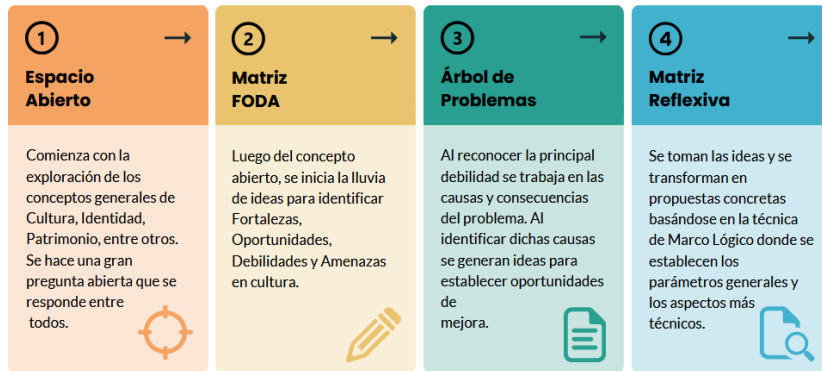 1
Espacio
Abierto
Comienza con la
exploración de los
conceptos generales de
Cultura, Identidad,
Patrimonio, entre otros.
Se hace una gran
pregunta abierta que se
responde entre
todos.
2
Matriz
FODA
Luego del concepto
abierto, se inicia la lluvia
de ideas para identificar
Fortalezas,
Oportunidades,
Debilidades y Amenazas
en cultura.
3
Árbol de
Problemas
Al reconocer la principal
debilidad se trabaja en las
causas y consecuencias
del problema. Al
identificar dichas causas
se generan ideas para
establecer oportunidades
de
mejora.
4
Matriz
Reflexiva
Se toman las ideas y se
transforman en
propuestas concretas
basándose en la técnica
de Marco Lógico donde se
establecen los
parámetros generales y
los aspectos más
técnicos.